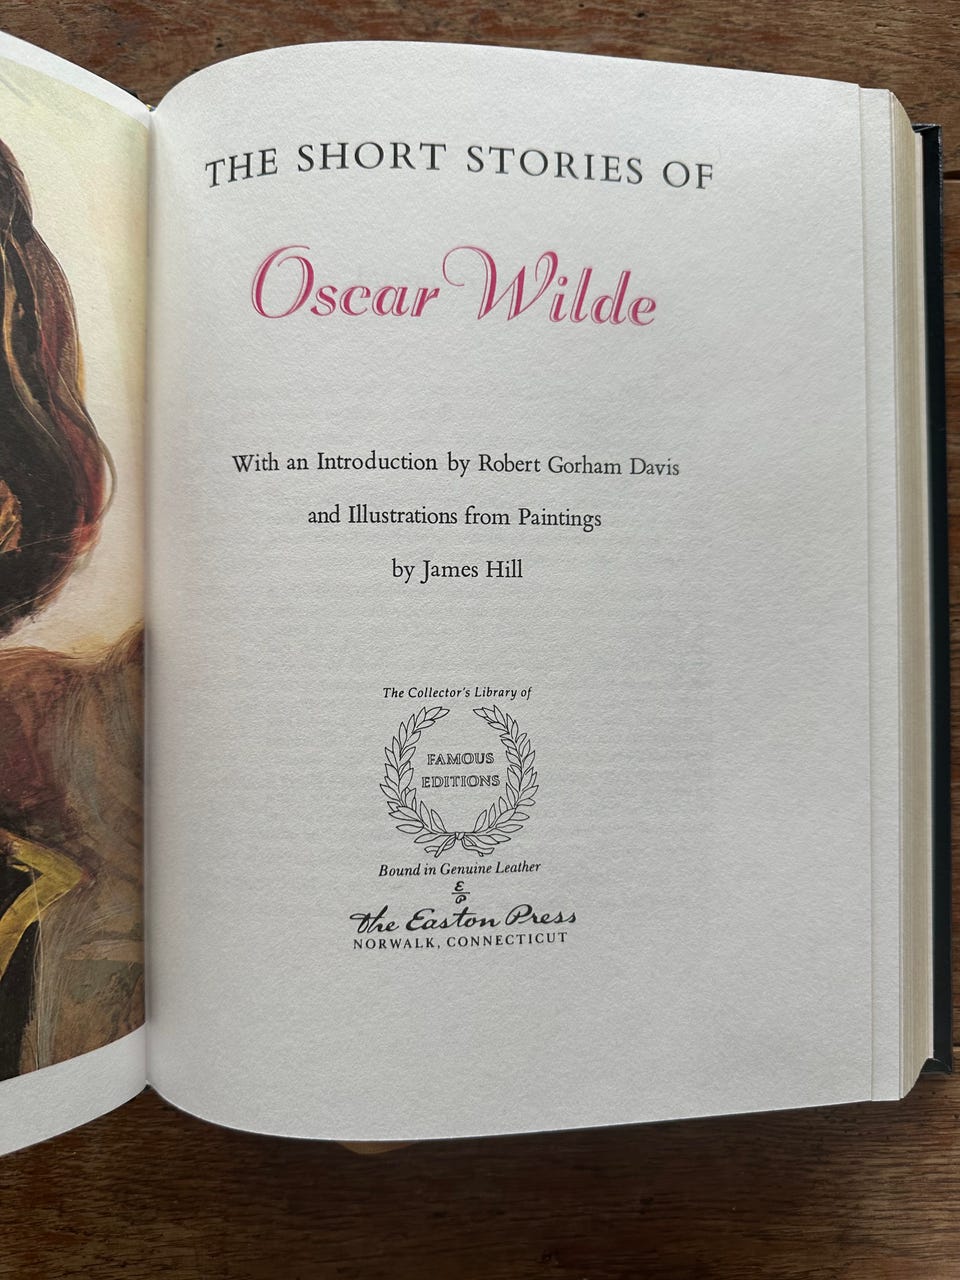 THE SHORT STORIES OF
Oscar Wilde
With an Introduction by Robert Gorham Davis
and Illustrations from Paintings
by James Hill
The Collector's Library of
FAMOUS
EDITIONS
Bound in Genuine Leather
E
P
The Easton Press
NORWALK, CONNECTICUT